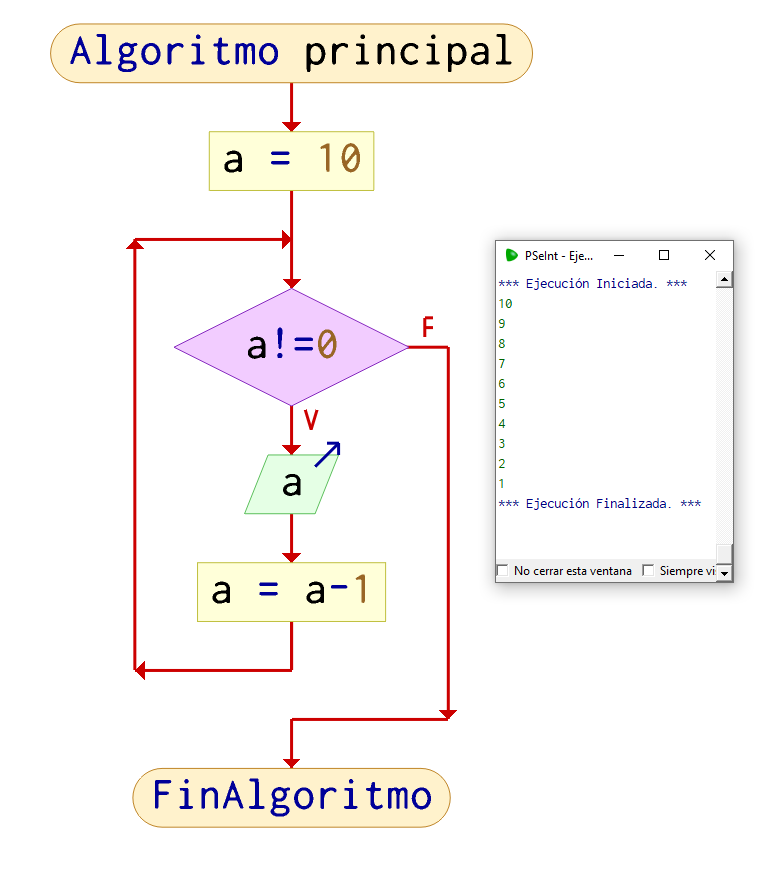 Algoritmo principal
a = 10
a!=0
F
V
a
a = a-1
FinAlgoritmo
PSeInt - Eje...
*** Ejecución Iniciada. ***
10
9
8
7
6
5
4
3
2
1
*** Ejecución Finalizada. ***
No cerrar esta ventana Siempre vi